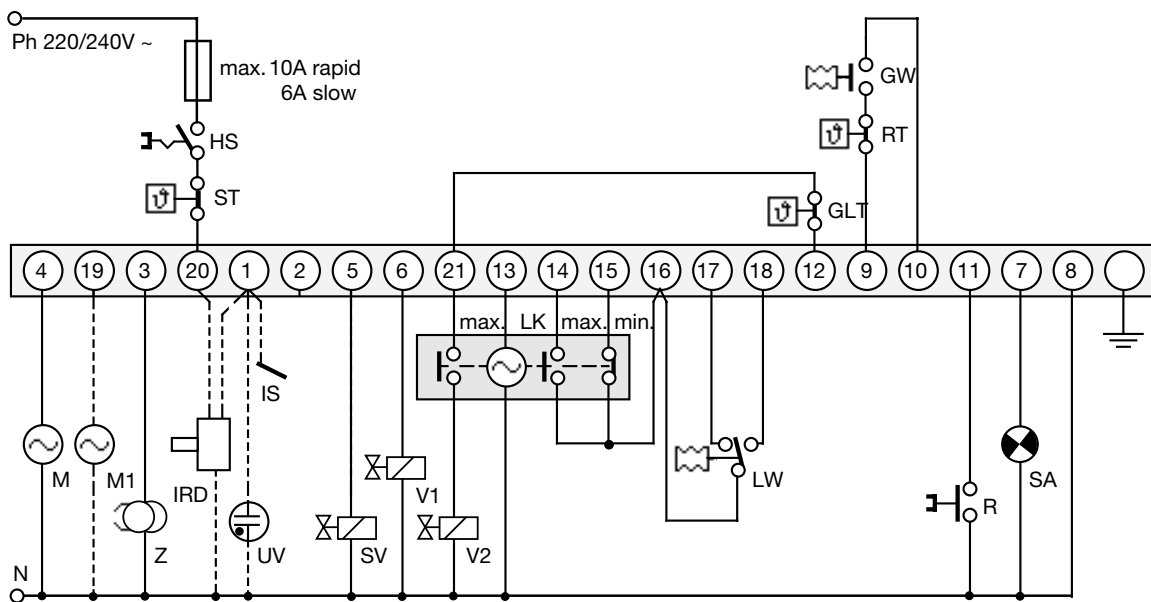 Ph 220/240V ~
max. 10A rapid
6A slow
HS
ST
GW
RT
GLT
4 19 3 20 1 2 5 6 21 13 14 15 16 17 18 12 9 10 11 7 8
max. LK max. min.
IS
M
M1
IRD
Z
UV
SV
V1
V2
LW
R
SA
N
ϑ
ϑ
ϑ